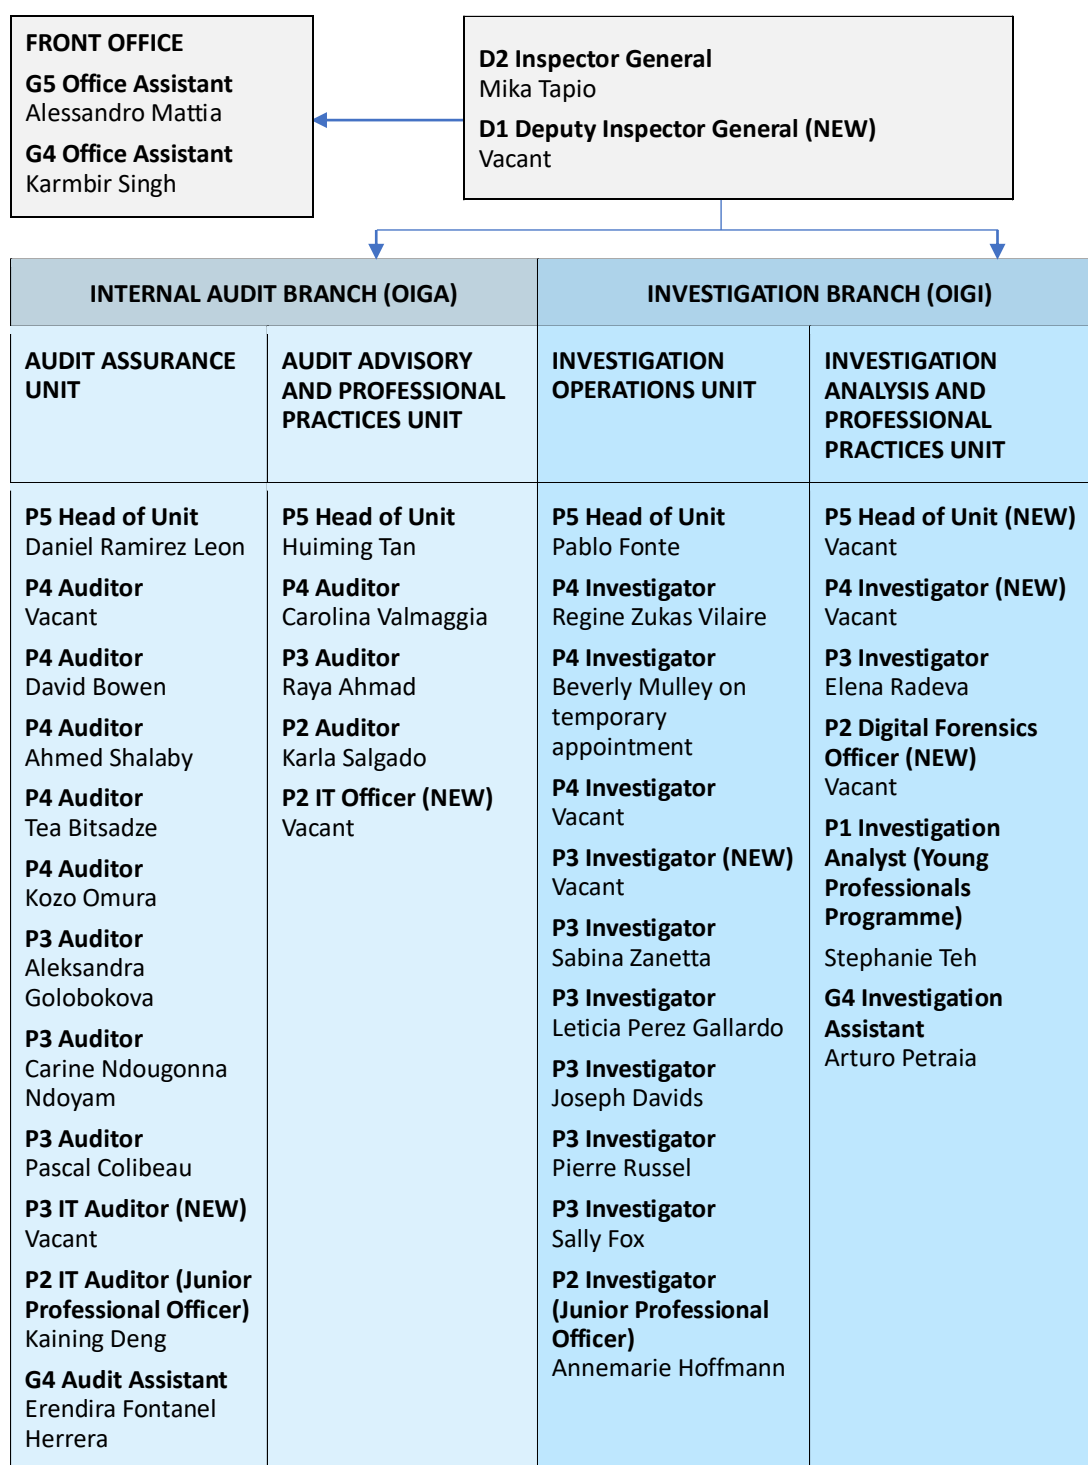 FRONT OFFICE
G5 Office Assistant
Alessandro Mattia
G4 Office Assistant
Karmbir Singh
D2 Inspector General
Mika Tapio
D1 Deputy Inspector General (NEW)
Vacant
INTERNAL AUDIT BRANCH (OIGA)
INVESTIGATION BRANCH (OIGI)
AUDIT ASSURANCE
UNIT
AUDIT ADVISORY
AND PROFESSIONAL
PRACTICES UNIT
INVESTIGATION
OPERATIONS UNIT
INVESTIGATION
ANALYSIS AND
PROFESSIONAL
PRACTICES UNIT
P5 Head of Unit
Daniel Ramirez Leon
P4 Auditor
Vacant
P4 Auditor
David Bowen
P4 Auditor
Ahmed Shalaby
P4 Auditor
Tea Bitsadze
P4 Auditor
Kozo Omura
P3 Auditor
Aleksandra
Golobokova
P3 Auditor
Carine Ndougonna
Ndoyam
P3 Auditor
Pascal Colibeau
P3 IT Auditor (NEW)
Vacant
P2 IT Auditor (Junior
Professional Officer)
Kaining Deng
G4 Audit Assistant
Erendira Fontanel
Herrera
P5 Head of Unit
Huiming Tan
P4 Auditor
Carolina Valmaggia
P3 Auditor
Raya Ahmad
P2 Auditor
Karla Salgado
P2 IT Officer (NEW)
Vacant
P5 Head of Unit
Pablo Fonte
P4 Investigator
Regine Zukas Vilaire
P4 Investigator
Beverly Mulley on
temporary
appointment
P4 Investigator
Vacant
P3 Investigator (NEW)
Vacant
P3 Investigator
Sabina Zanetta
P3 Investigator
Leticia Perez Gallardo
P3 Investigator
Joseph Davids
P3 Investigator
Pierre Russel
P3 Investigator
Sally Fox
P2 Investigator
(Junior Professional
Officer)
Annemarie Hoffmann
P5 Head of Unit (NEW)
Vacant
P4 Investigator (NEW)
Vacant
P3 Investigator
Elena Radeva
P2 Digital Forensics
Officer (NEW)
Vacant
P1 Investigation
Analyst (Young
Professionals
Programme)
Stephanie Teh
G4 Investigation
Assistant
Arturo Petraia